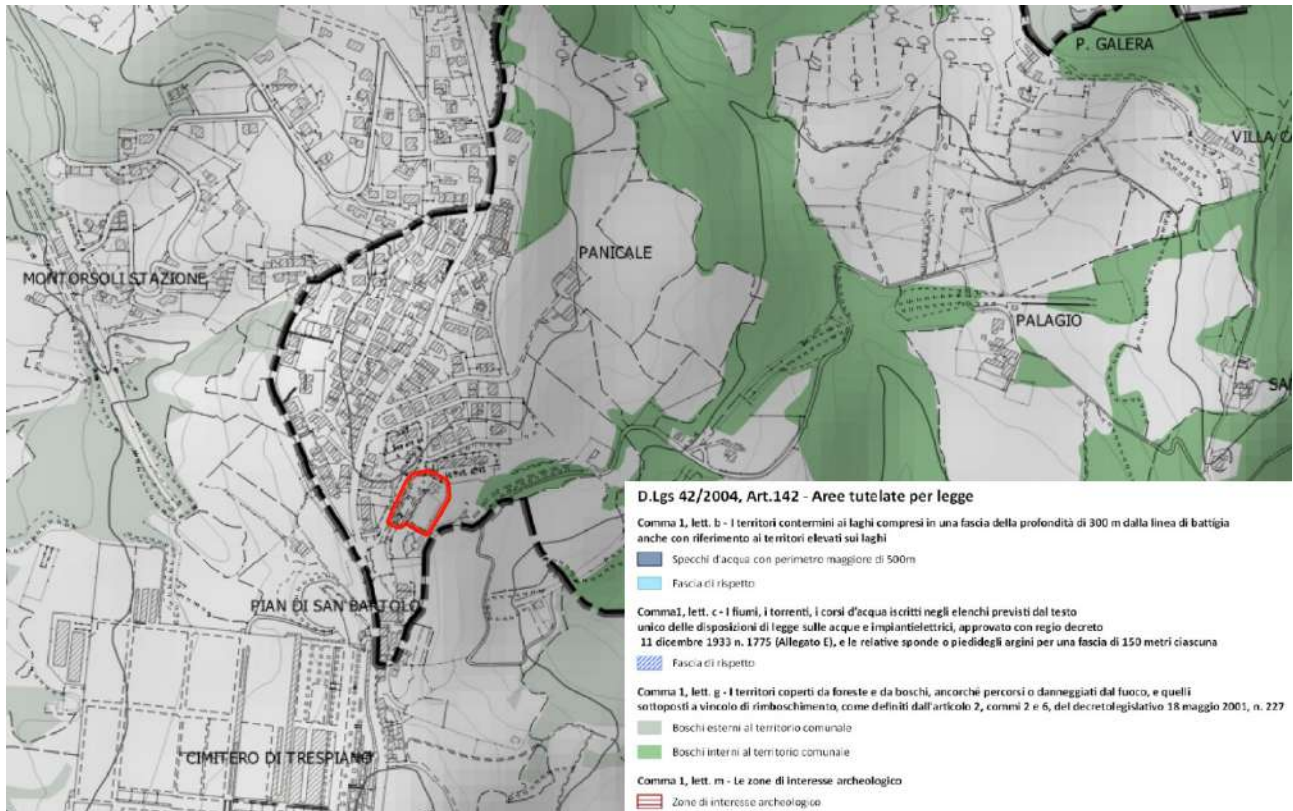 P. GALERA
VILLA CA
PANICALE
MONTORSOLI STAZIONE
PALAGIO
SAN
PIAN DI SAN BARTOLO
CIMITERO DI TRESPIANO
D.Lgs 42/2004, Art.142 - Aree tutelate per legge
Comma 1, lett. b - I territori contermini ai laghi compresi in una fascia della profondità di 300 m dalla linea di battigia
anche con riferimento ai territori elevati sui laghi
Specchi d'acqua con perimetro maggiore di 500m
Fascia di rispetto
Comma1, lett. c - I fiumi, i torrenti, i corsi d'acqua iscritti negli elenchi previsti dal testo
unico delle disposizioni di legge sulle acque e impiantielettrici, approvato con regio decreto
11 dicembre 1933 n. 1775 (Allegato E), e le relative sponde o piedidegli argini per una fascia di 150 metri ciascuna
Fascia di rispetto
Comma 1, lett. g - I territori coperti da foreste e da boschi, ancorché percorsi o danneggiati dal fuoco, e quelli
sottoposti a vincolo di rimboschimento, come definiti dall'articolo 2, commi 2 e 6, del decretolegislativo 18 maggio 2001, n. 227
Boschi esterni al territorio comunale
Boschi interni al territorio comunale
Comma 1, lett. m - Le zone di interesse archeologico
Zone di interesse archeologico